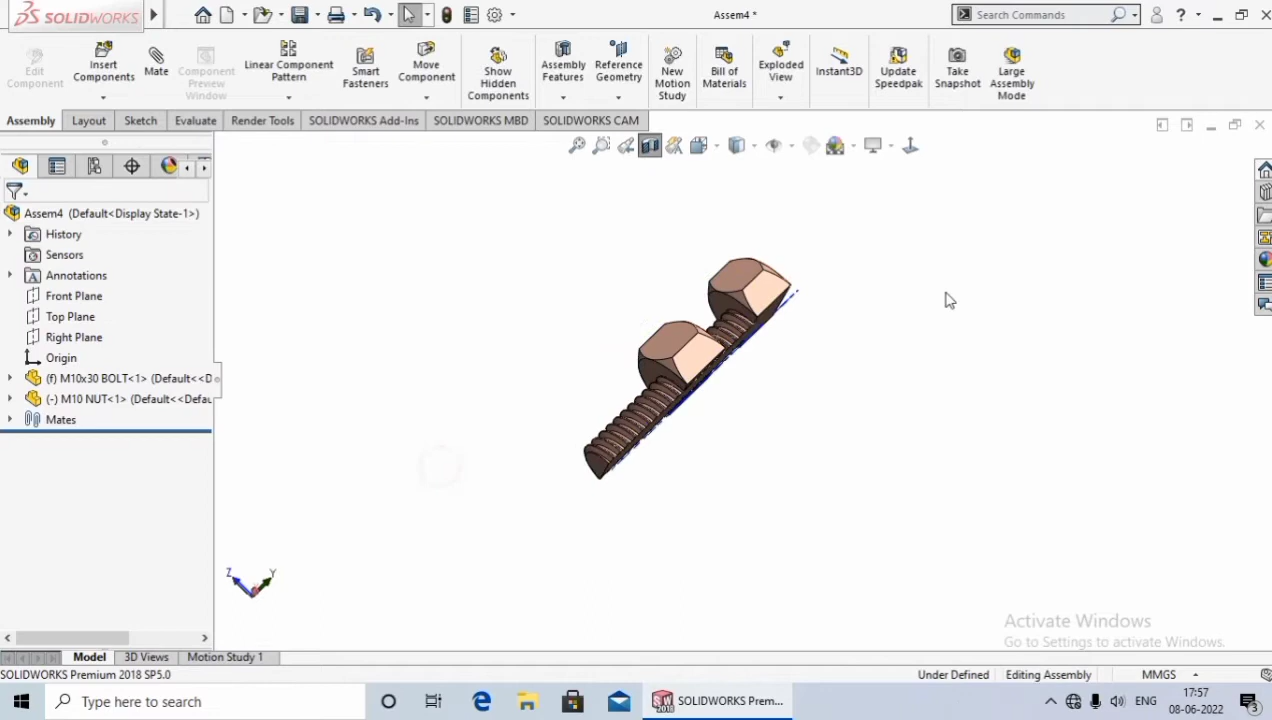 SOLIDWORKS
Assem4 *
Search Commands
?
Edit Component
Insert Components
Mate
Component Preview Window
Linear Component Pattern
Smart Fasteners
Move Component
Show Hidden Components
Assembly Features
Reference Geometry
New Motion Study
Bill of Materials
Exploded View
Instant3D
Update Speedpak
Take Snapshot
Large Assembly Mode
Assembly Layout Sketch Evaluate Render Tools SOLIDWORKS Add-Ins SOLIDWORKS MBD SOLIDWORKS CAM
Assem4 (Default<Display State-1>)
History
Sensors
Annotations
Front Plane
Top Plane
Right Plane
Origin
(f) M10x30 BOLT<1> (Default<<D
(-) M10 NUT<1> (Default<<Defau
Mates
Z Y
Activate Windows
Go to Settings to activate Windows.
Model 3D Views Motion Study 1
SOLIDWORKS Premium 2018 SP5.0 Under Defined Editing Assembly MMGS
Type here to search
SW 2018
SOLIDWORKS Prem...
ENG
17:57
08-06-2022
3